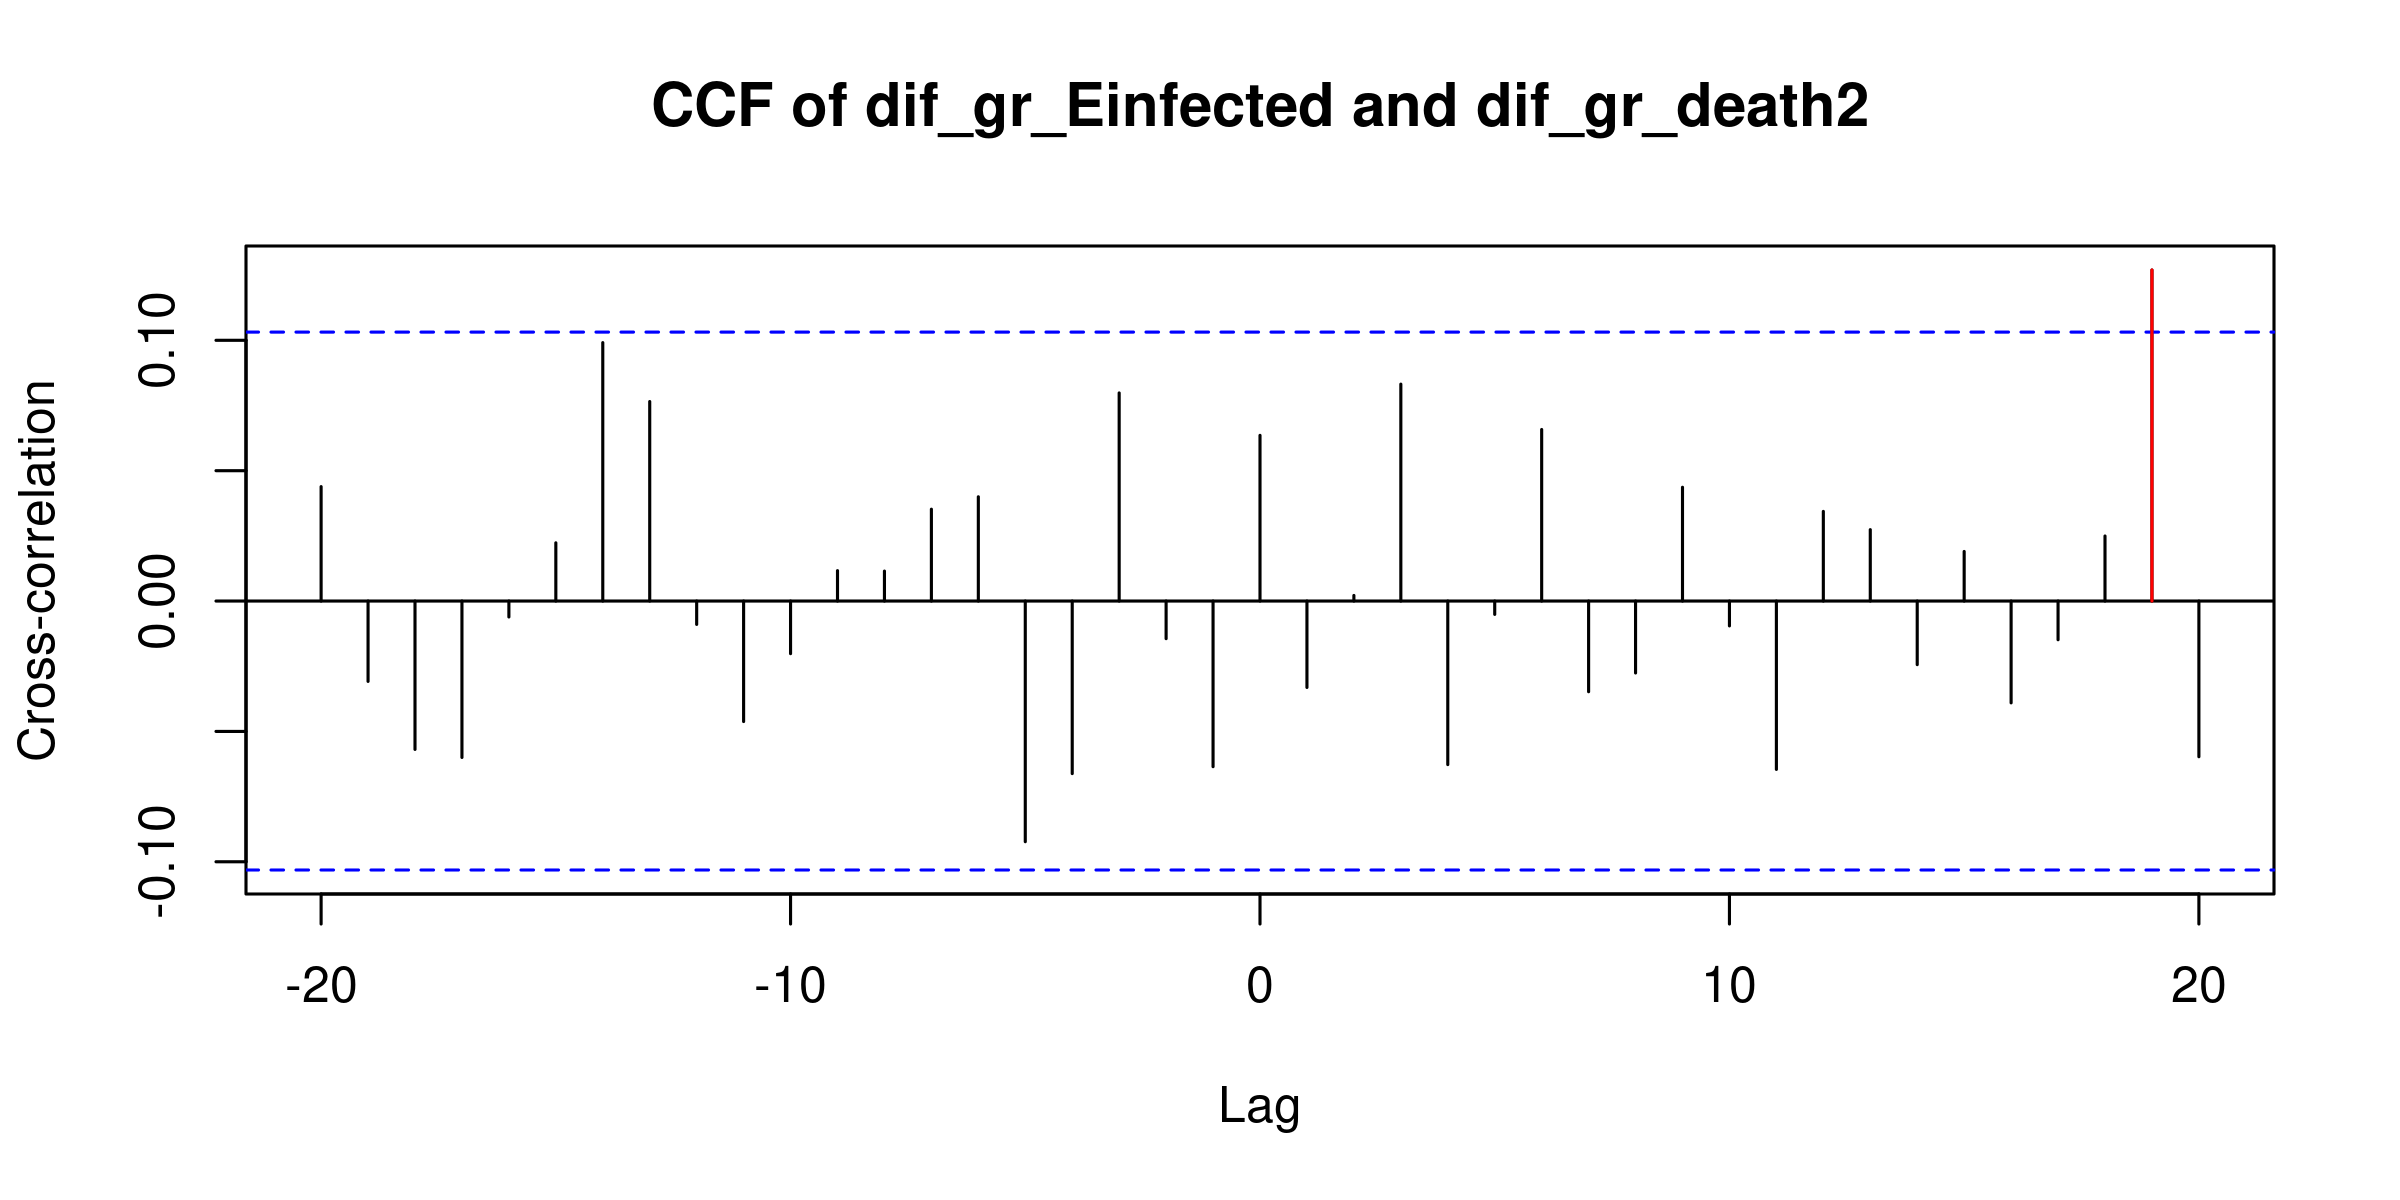 CCF of dif_gr_Einfected and dif_gr_death2
Cross-correlation
0.10
0.00
-0.10
-20 -10 0 10 20
Lag